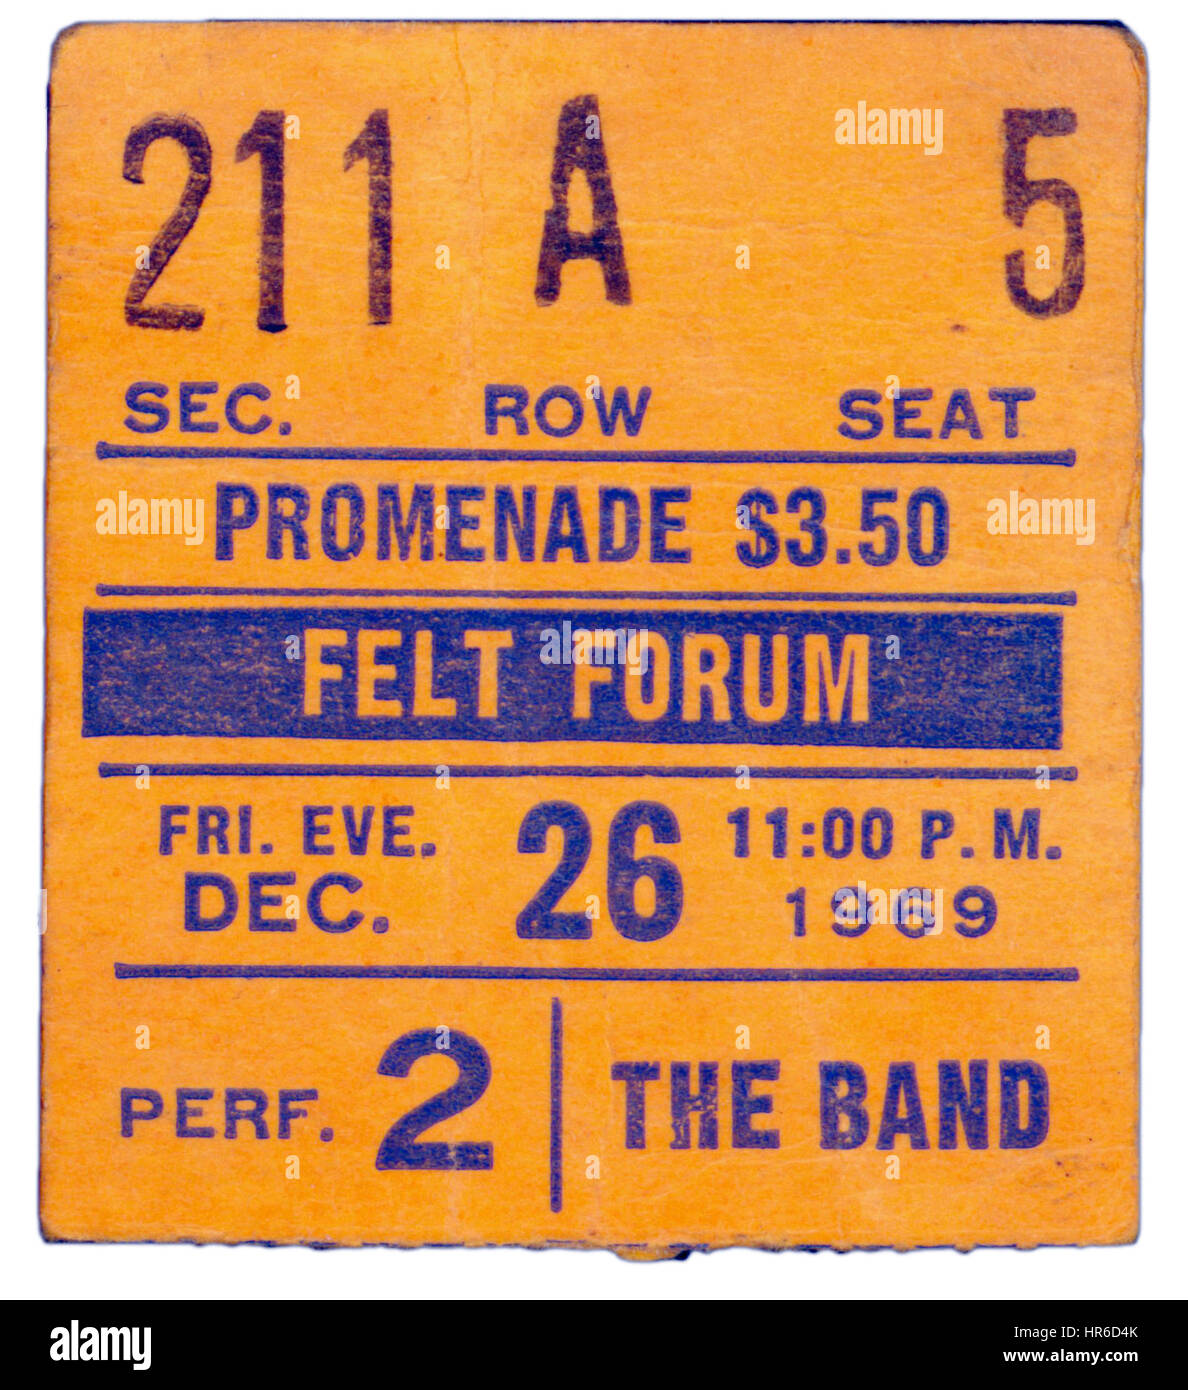 211 A 5
SEC. ROW SEAT
PROMENADE $3.50
FELT FORUM
FRI. EVE. DEC. 26 11:00 P.M. 1969
PERF. 2 THE BAND
alamy
alamy
Image ID: HR6D4K
www.alamy.com